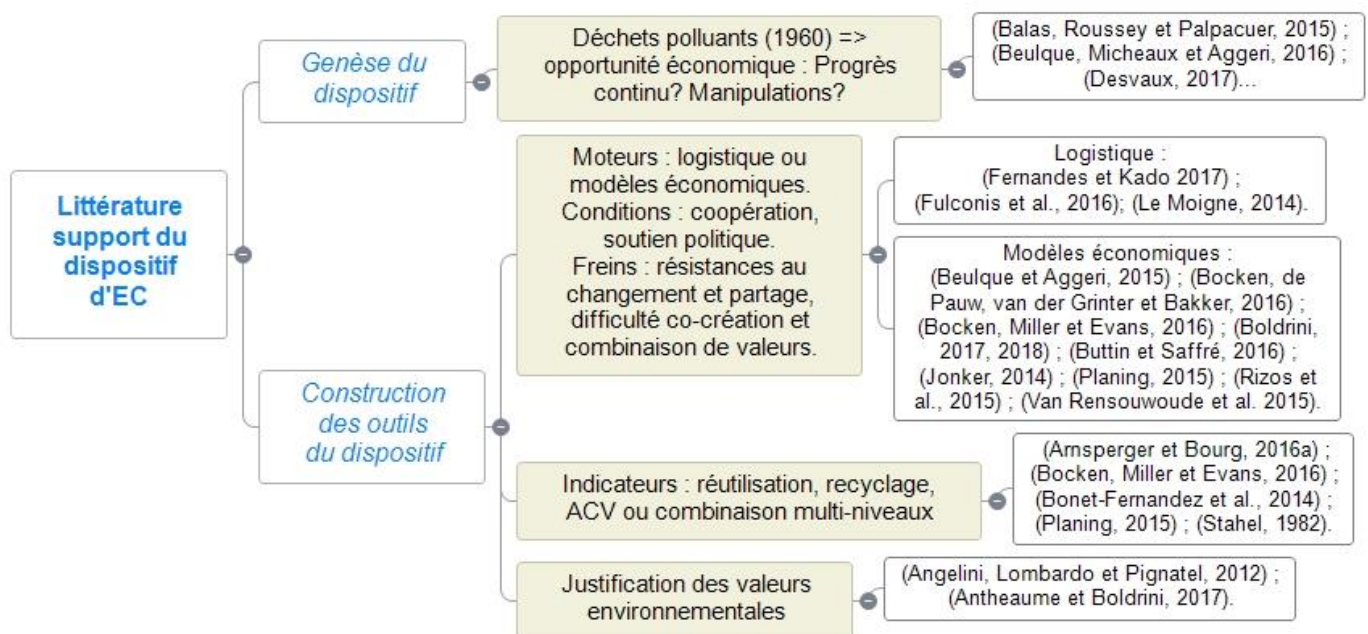 Littérature
support du
dispositif
d'EC
Genèse du
dispositif
Déchets polluants (1960) =>
opportunité économique : Progrès
continu? Manipulations?
(Balas, Roussey et Palpacuer, 2015) ;
(Beulque, Micheaux et Aggeri, 2016) ;
(Desvaux, 2017)...
Construction
des outils
du dispositif
Moteurs : logistique ou
modèles économiques.
Conditions : coopération,
soutien politique.
Freins : résistances au
changement et partage,
difficulté co-création et
combinaison de valeurs.
Logistique :
(Fernandes et Kado 2017) ;
(Fulconis et al., 2016); (Le Moigne, 2014).
Modèles économiques :
(Beulque et Aggeri, 2015) ; (Bocken, de
Pauw, van der Grinter et Bakker, 2016) ;
(Bocken, Miller et Evans, 2016) ; (Boldrini,
2017, 2018) ; (Buttin et Saffré, 2016) ;
(Jonker, 2014) ; (Planing, 2015) ; (Rizos et
al., 2015) ; (Van Rensouwoude et al. 2015).
Indicateurs : réutilisation, recyclage,
ACV ou combinaison multi-niveaux
(Arnsperger et Bourg, 2016a) ;
(Bocken, Miller et Evans, 2016) ;
(Bonet-Fernandez et al., 2014) ;
(Planing, 2015) ; (Stahel, 1982).
Justification des valeurs
environnementales
(Angelini, Lombardo et Pignatel, 2012) ;
(Antheaume et Boldrini, 2017).